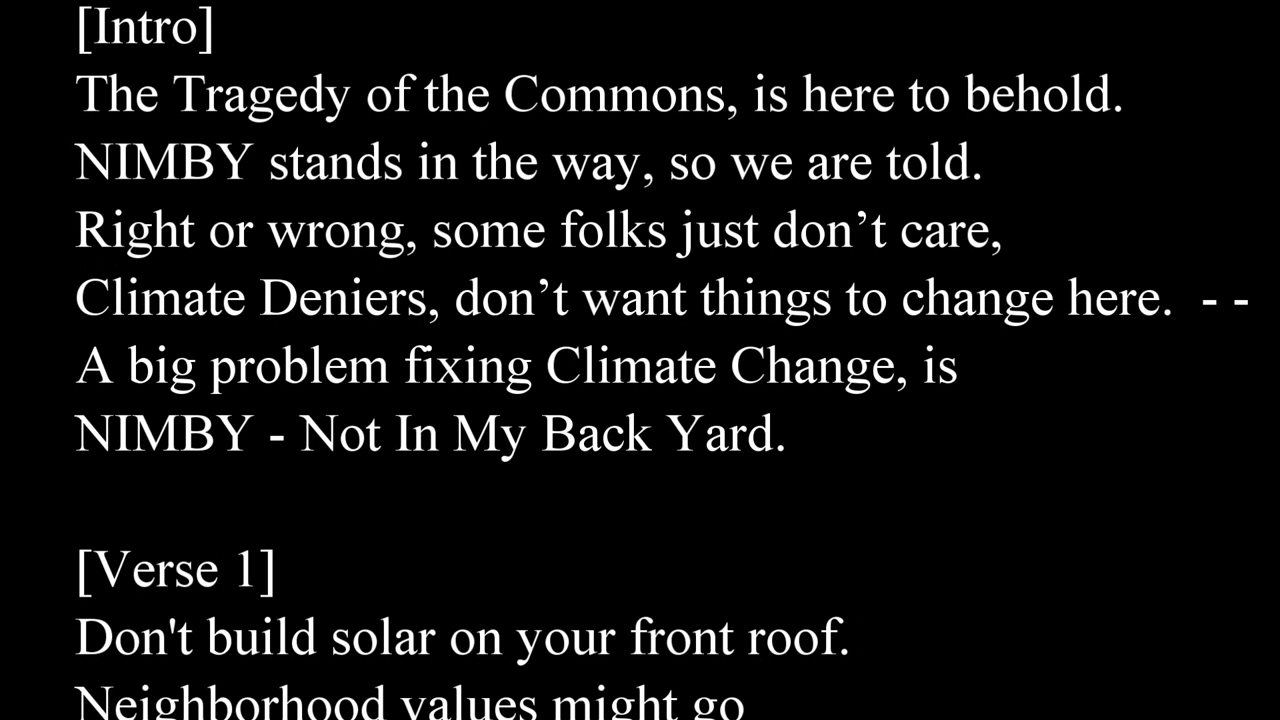 [Intro]
The Tragedy of the Commons, is here to behold.
NIMBY stands in the way, so we are told.
Right or wrong, some folks just don’t care,
Climate Deniers, don’t want things to change here.  - -
A big problem fixing Climate Change, is
NIMBY - Not In My Back Yard.
[Verse 1]
Don't build solar on your front roof.
Neighborhood values might go